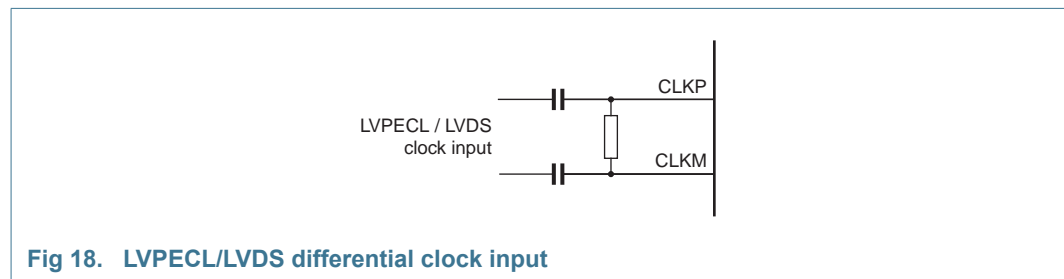 CLKP
LVPECL / LVDS
clock input
CLKM
Fig 18. LVPECL/LVDS differential clock input